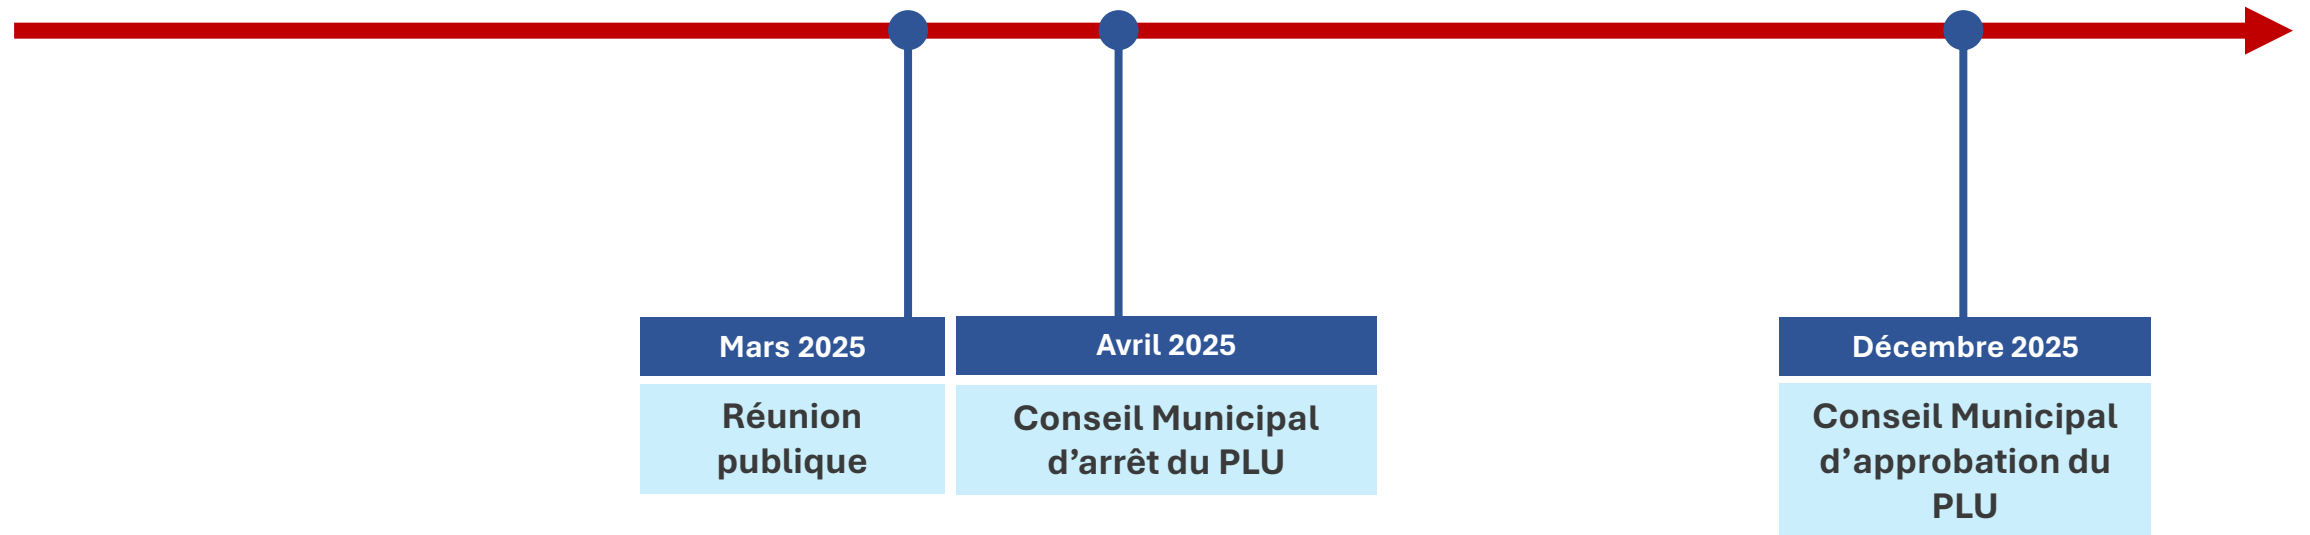 Mars 2025
Réunion
publique
Avril 2025
Conseil Municipal
d’arrêt du PLU
Décembre 2025
Conseil Municipal
d’approbation du
PLU